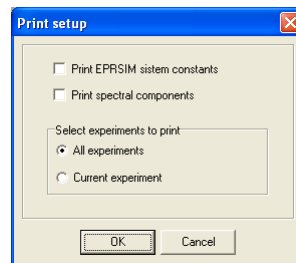 Print setup
Print EPRSIM sistem constants
Print spectral components
Select experiments to print
All experiments
Current experiment
OK
Cancel